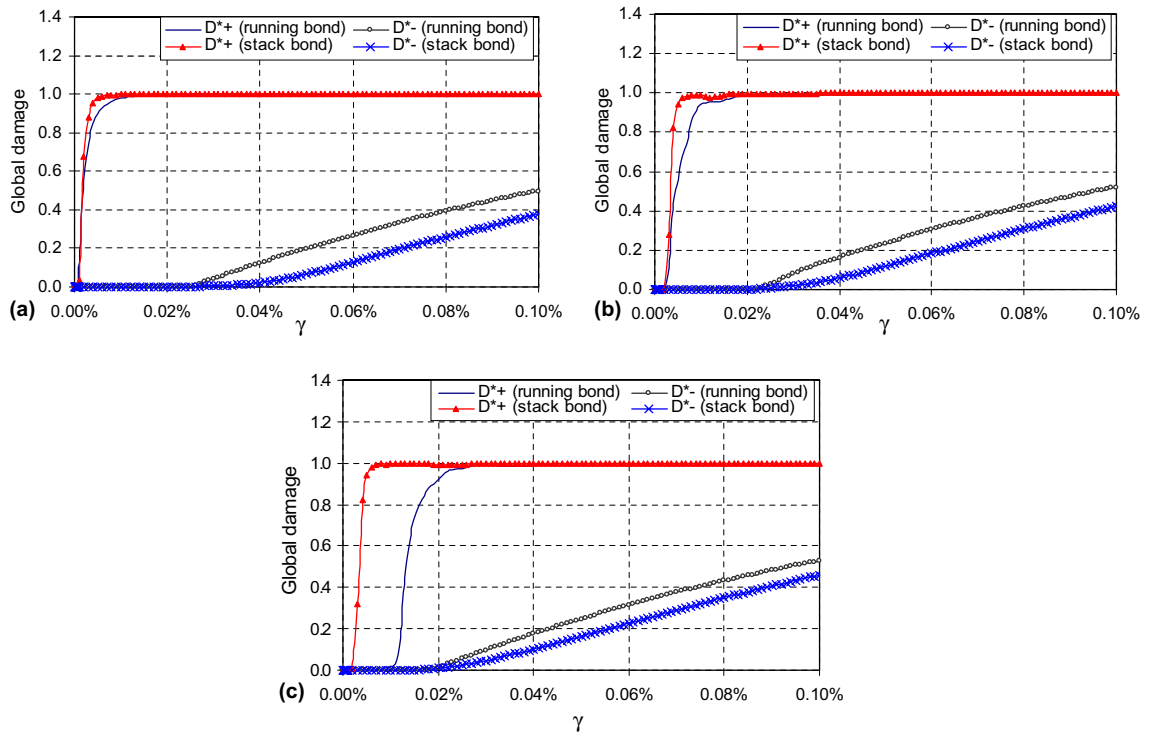 1.4
D*+ (running bond) D*- (running bond)
D*+ (stack bond) D*- (stack bond)
1.2
1.0
0.8
0.6
0.4
0.2
0.0
Global damage
0.00% 0.02% 0.04% 0.06% 0.08% 0.10%
(a)
γ
1.4
D*+ (running bond) D*- (running bond)
D*+ (stack bond) D*- (stack bond)
1.2
1.0
0.8
0.6
0.4
0.2
0.0
Global damage
0.00% 0.02% 0.04% 0.06% 0.08% 0.10%
(b)
γ
1.4
D*+ (running bond) D*- (running bond)
D*+ (stack bond) D*- (stack bond)
1.2
1.0
0.8
0.6
0.4
0.2
0.0
Global damage
(c)
0.00% 0.02% 0.04% 0.06% 0.08% 0.10%
γ